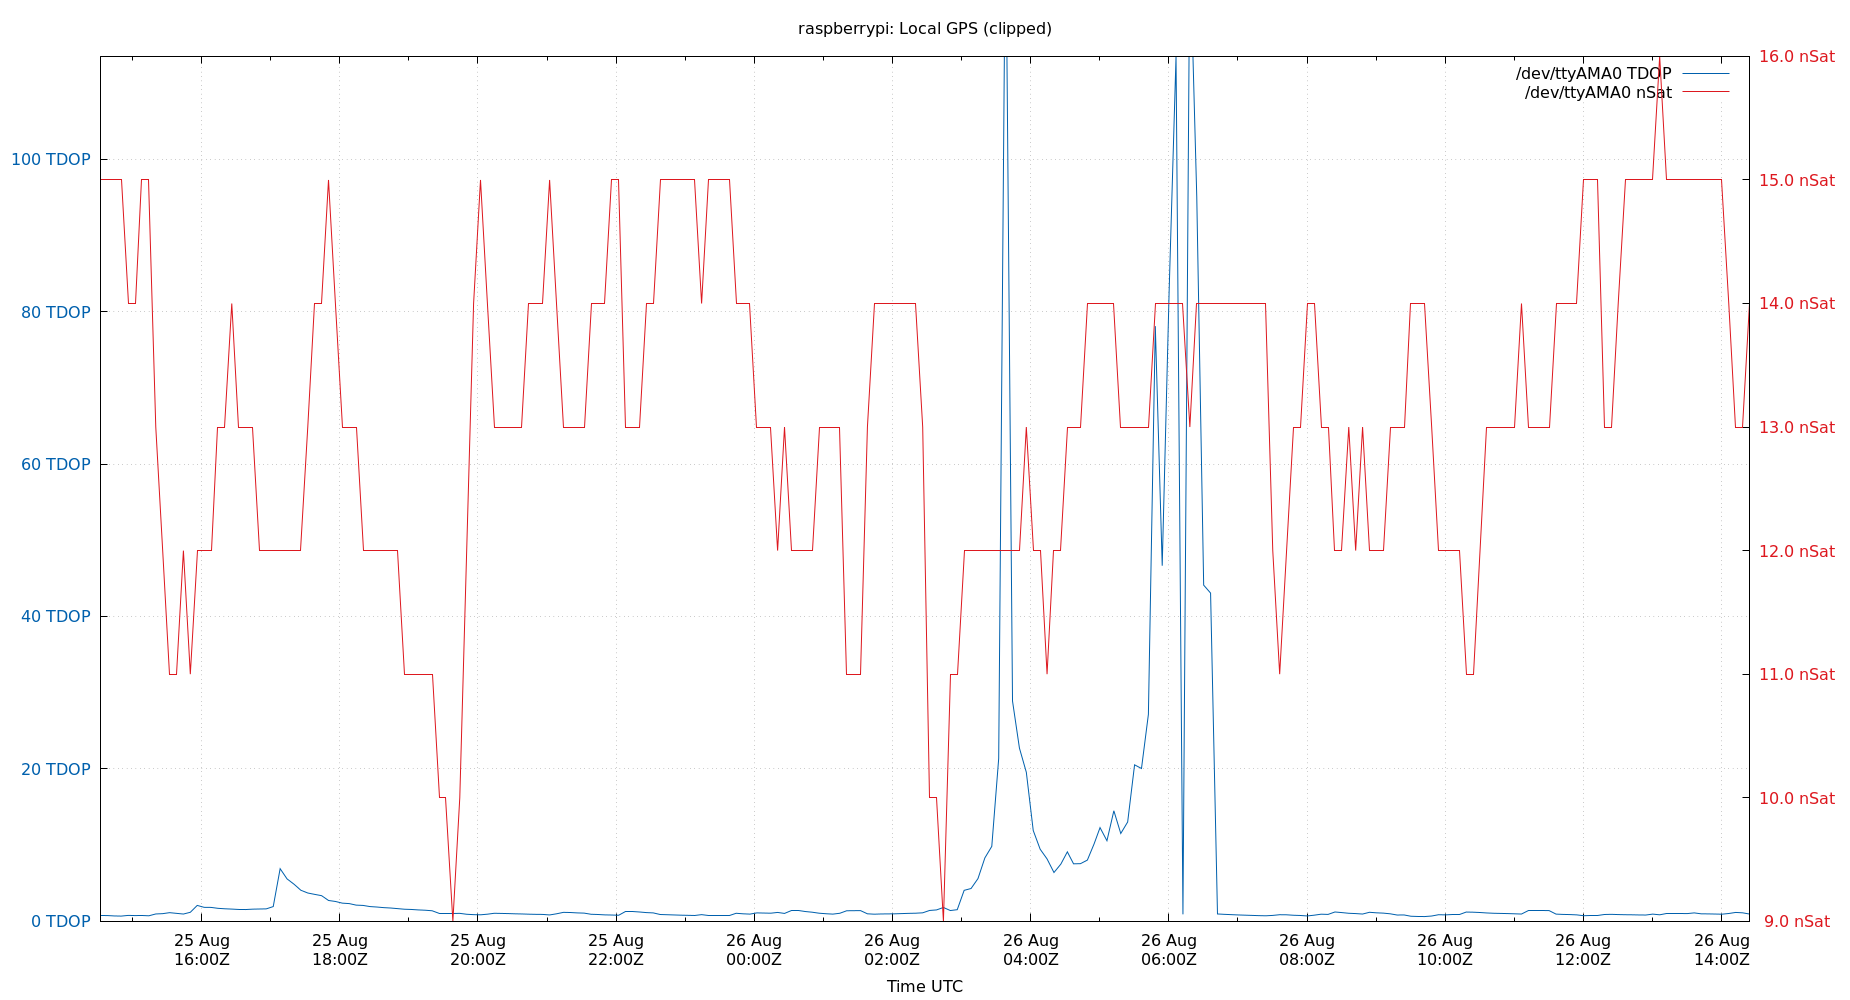 raspberrypi: Local GPS (clipped)
/dev/ttyAMA0 TDOP
/dev/ttyAMA0 nSat
100 TDOP
80 TDOP
60 TDOP
40 TDOP
20 TDOP
0 TDOP
16.0 nSat
15.0 nSat
14.0 nSat
13.0 nSat
12.0 nSat
11.0 nSat
10.0 nSat
9.0 nSat
25 Aug 25 Aug 25 Aug 25 Aug 26 Aug 26 Aug 26 Aug 26 Aug 26 Aug 26 Aug 26 Aug 26 Aug
16:00Z 18:00Z 20:00Z 22:00Z 00:00Z 02:00Z 04:00Z 06:00Z 08:00Z 10:00Z 12:00Z 14:00Z
Time UTC